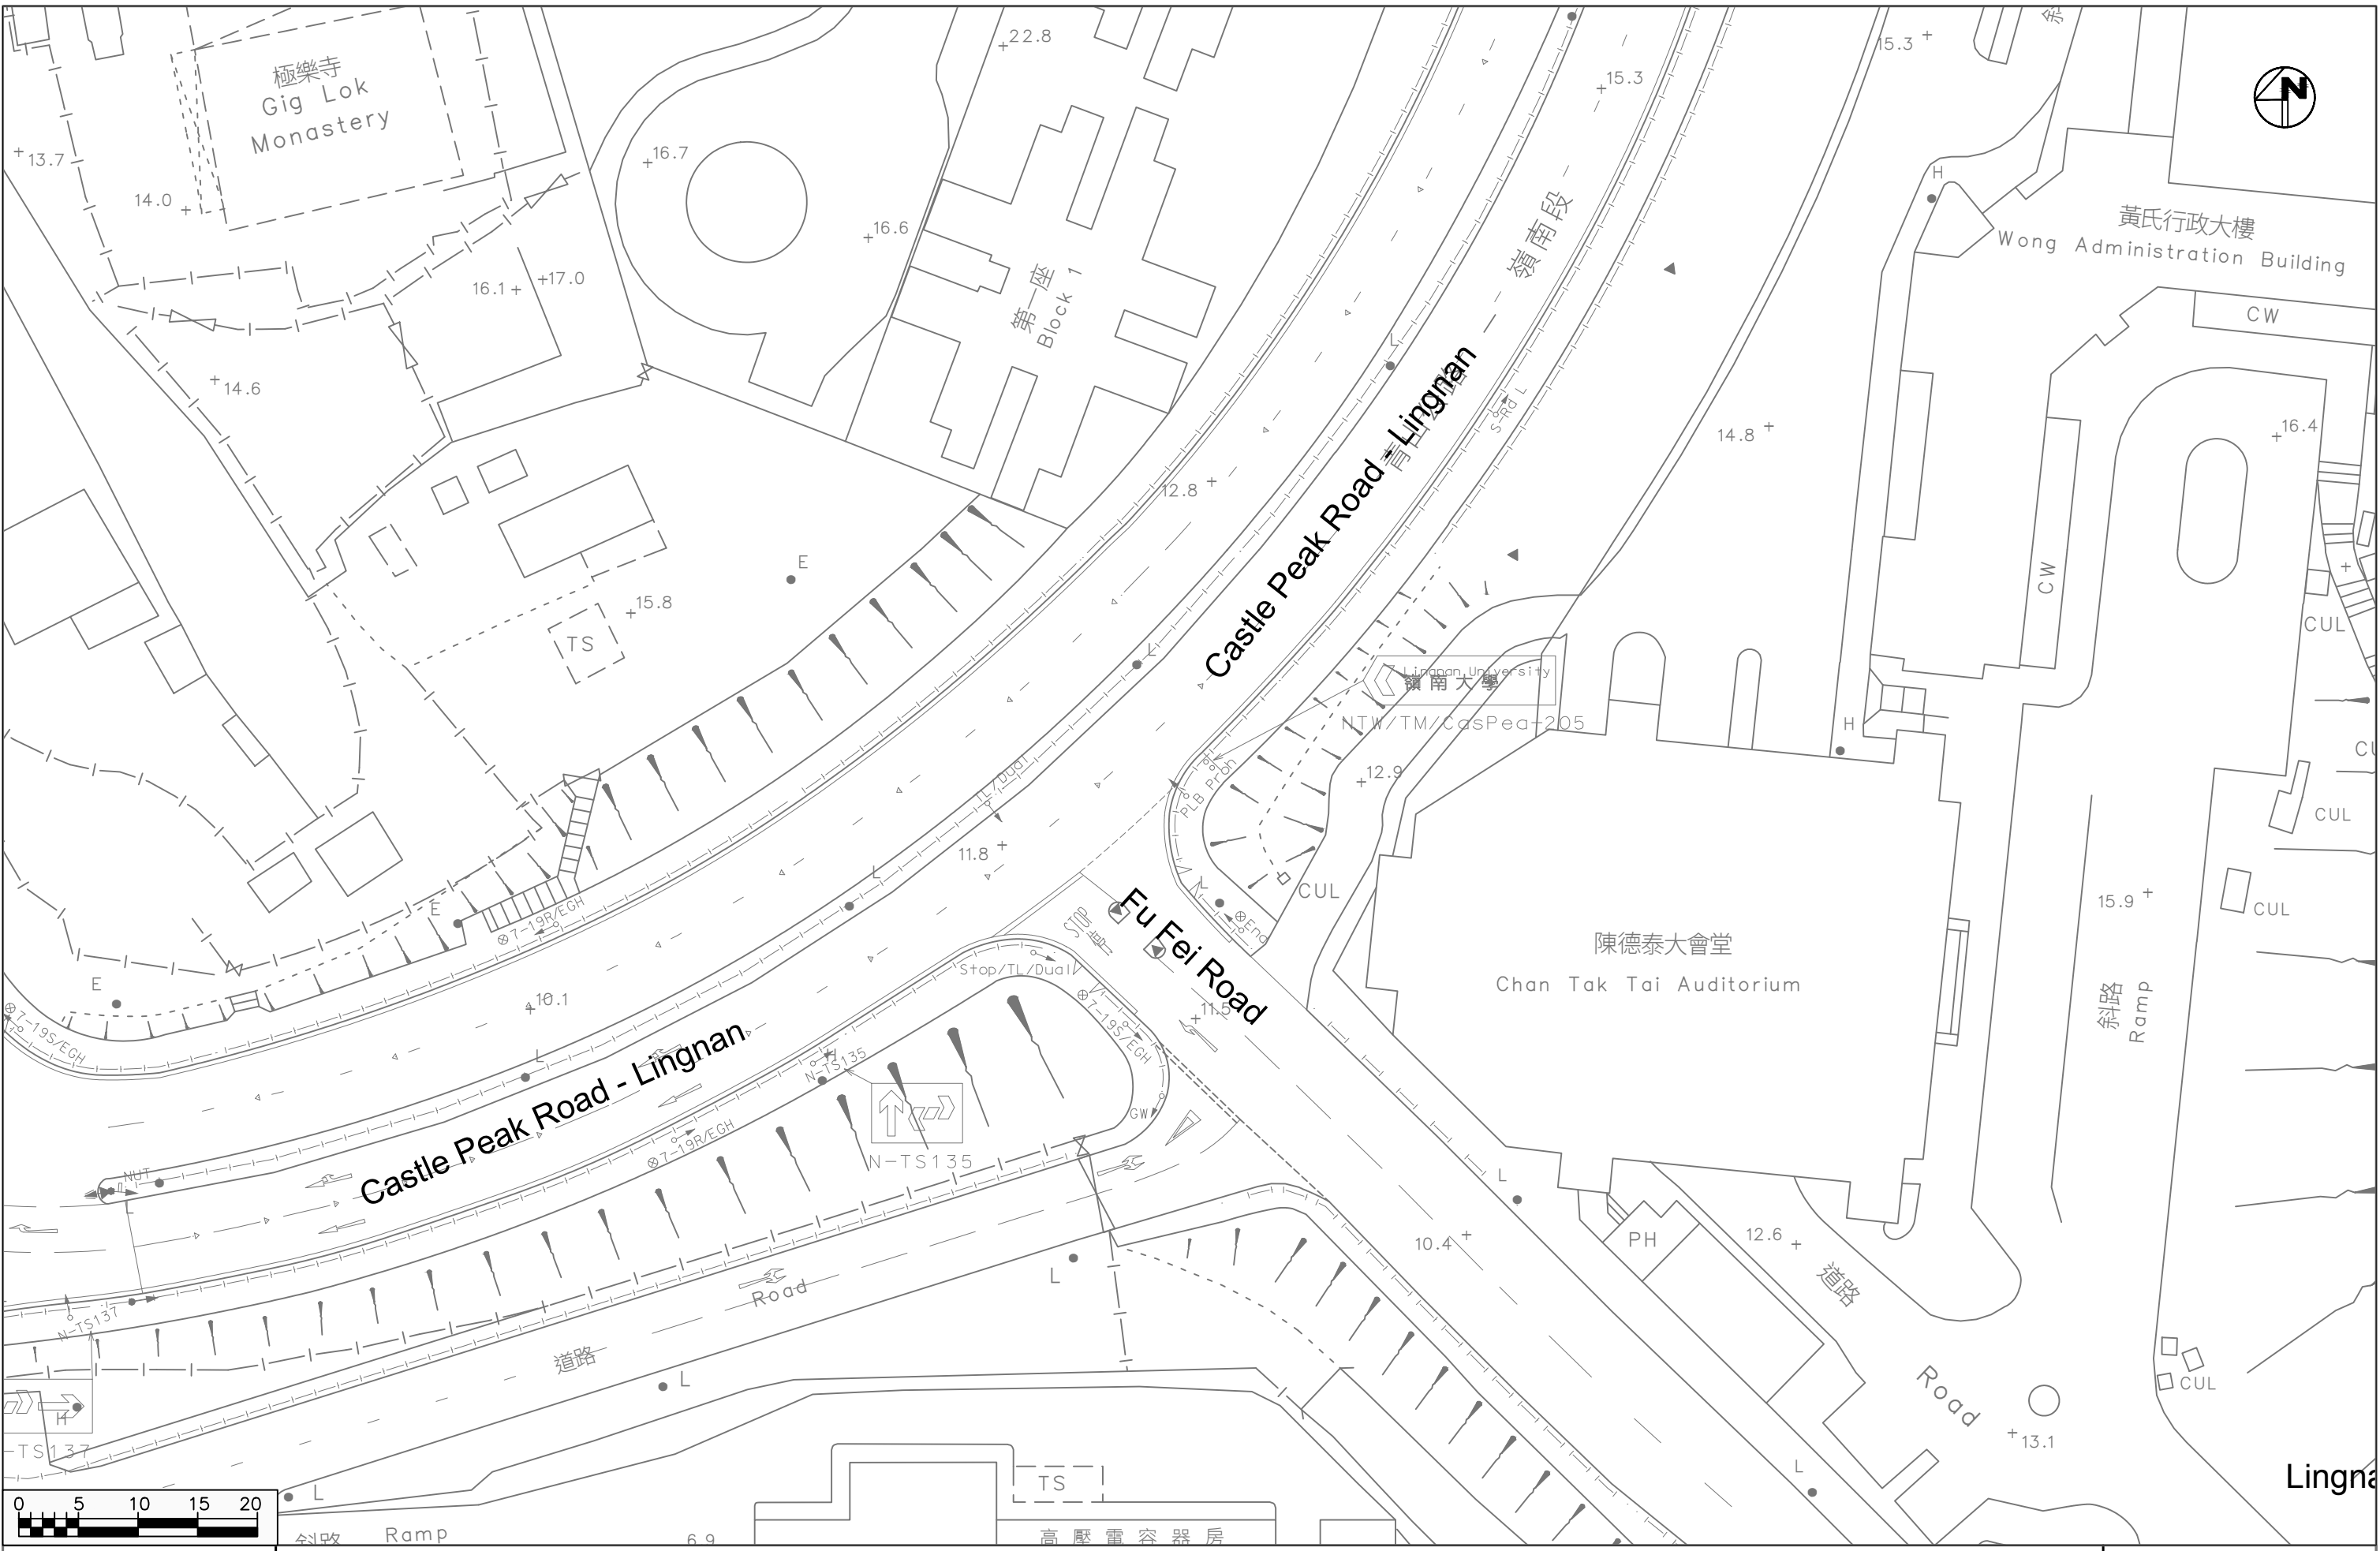 極樂寺
Gig Lok
Monastery
13.7
14.0
16.7
16.6
22.8
15.3
15.3
N
H
黃氏行政大樓
Wong Administration Building
CW
16.1
17.0
第一座
Block 1
嶺南段
14.6
L
Castle Peak Road - Lingnan
S-Rd L
14.8
16.4
12.8
E
15.8
TS
CW
CUL
L
Lingnan University
嶺南大學
NTW/TM/CasPea-205
H
TL/Dual
PLB Proh
12.9
CUL
11.8
L
L
CUL
E
7-19R/EGH
STOP
Fu Fei Road
Eng
陳德泰大會堂
Chan Tak Tai Auditorium
15.9
CUL
斜路
Ramp
E
7-19S/EGH
10.1
Stop/TL/Dual
7-19S/EGH
11.5
L
H
N-TS135
Castle Peak Road - Lingnan
GW
7-19R/EGH
N-TS135
NUT
L
L
PH
12.6
10.4
道路
Road
L
N-TS137
道路
Road
L
H
-TS137
CUL
13.1
L
Lingna
TS
0 5 10 15 20
L
斜路 Ramp
6.9
高壓電容器房